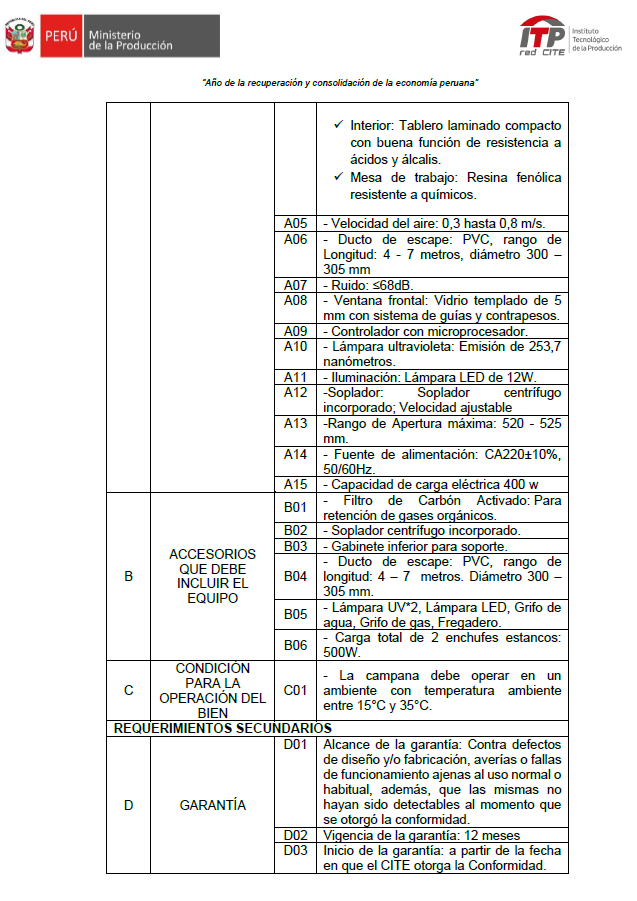 PERÚ
Ministerio
de la Producción
ITP
red CITE
Instituto
Tecnológico
de la Producción
"Año de la recuperación y consolidación de la economía peruana"
✓ Interior: Tablero laminado compacto
con buena función de resistencia a
ácidos y álcalis.
✓ Mesa de trabajo: Resina fenólica
resistente a químicos.
A05 - Velocidad del aire: 0,3 hasta 0,8 m/s.
A06 - Ducto de escape: PVC, rango de
Longitud: 4 - 7 metros, diámetro 300 –
305 mm
A07 - Ruido: ≤68dB.
A08 - Ventana frontal: Vidrio templado de 5
mm con sistema de guías y contrapesos.
A09 - Controlador con microprocesador.
A10 - Lámpara ultravioleta: Emisión de 253,7
nanómetros.
A11 - Iluminación: Lámpara LED de 12W.
A12 -Soplador: Soplador centrífugo
incorporado; Velocidad ajustable
A13 -Rango de Apertura máxima: 520 - 525
mm.
A14 - Fuente de alimentación: CA220±10%,
50/60Hz.
A15 - Capacidad de carga eléctrica 400 w
B
ACCESORIOS
QUE DEBE
INCLUIR EL
EQUIPO
B01 - Filtro de Carbón Activado: Para
retención de gases orgánicos.
B02 - Soplador centrífugo incorporado.
B03 - Gabinete inferior para soporte.
B04 - Ducto de escape: PVC, rango de
longitud: 4 – 7 metros. Diámetro 300 –
305 mm.
B05 - Lámpara UV*2, Lámpara LED, Grifo de
agua, Grifo de gas, Fregadero.
B06 - Carga total de 2 enchufes estancos:
500W.
C
CONDICIÓN
PARA LA
OPERACIÓN DEL
BIEN
C01 - La campana debe operar en un
ambiente con temperatura ambiente
entre 15°C y 35°C.
REQUERIMIENTOS SECUNDARIOS
D
GARANTÍA
D01 Alcance de la garantía: Contra defectos
de diseño y/o fabricación, averías o fallas
de funcionamiento ajenas al uso normal o
habitual, además, que las mismas no
hayan sido detectables al momento que
se otorgó la conformidad.
D02 Vigencia de la garantía: 12 meses
D03 Inicio de la garantía: a partir de la fecha
en que el CITE otorga la Conformidad.